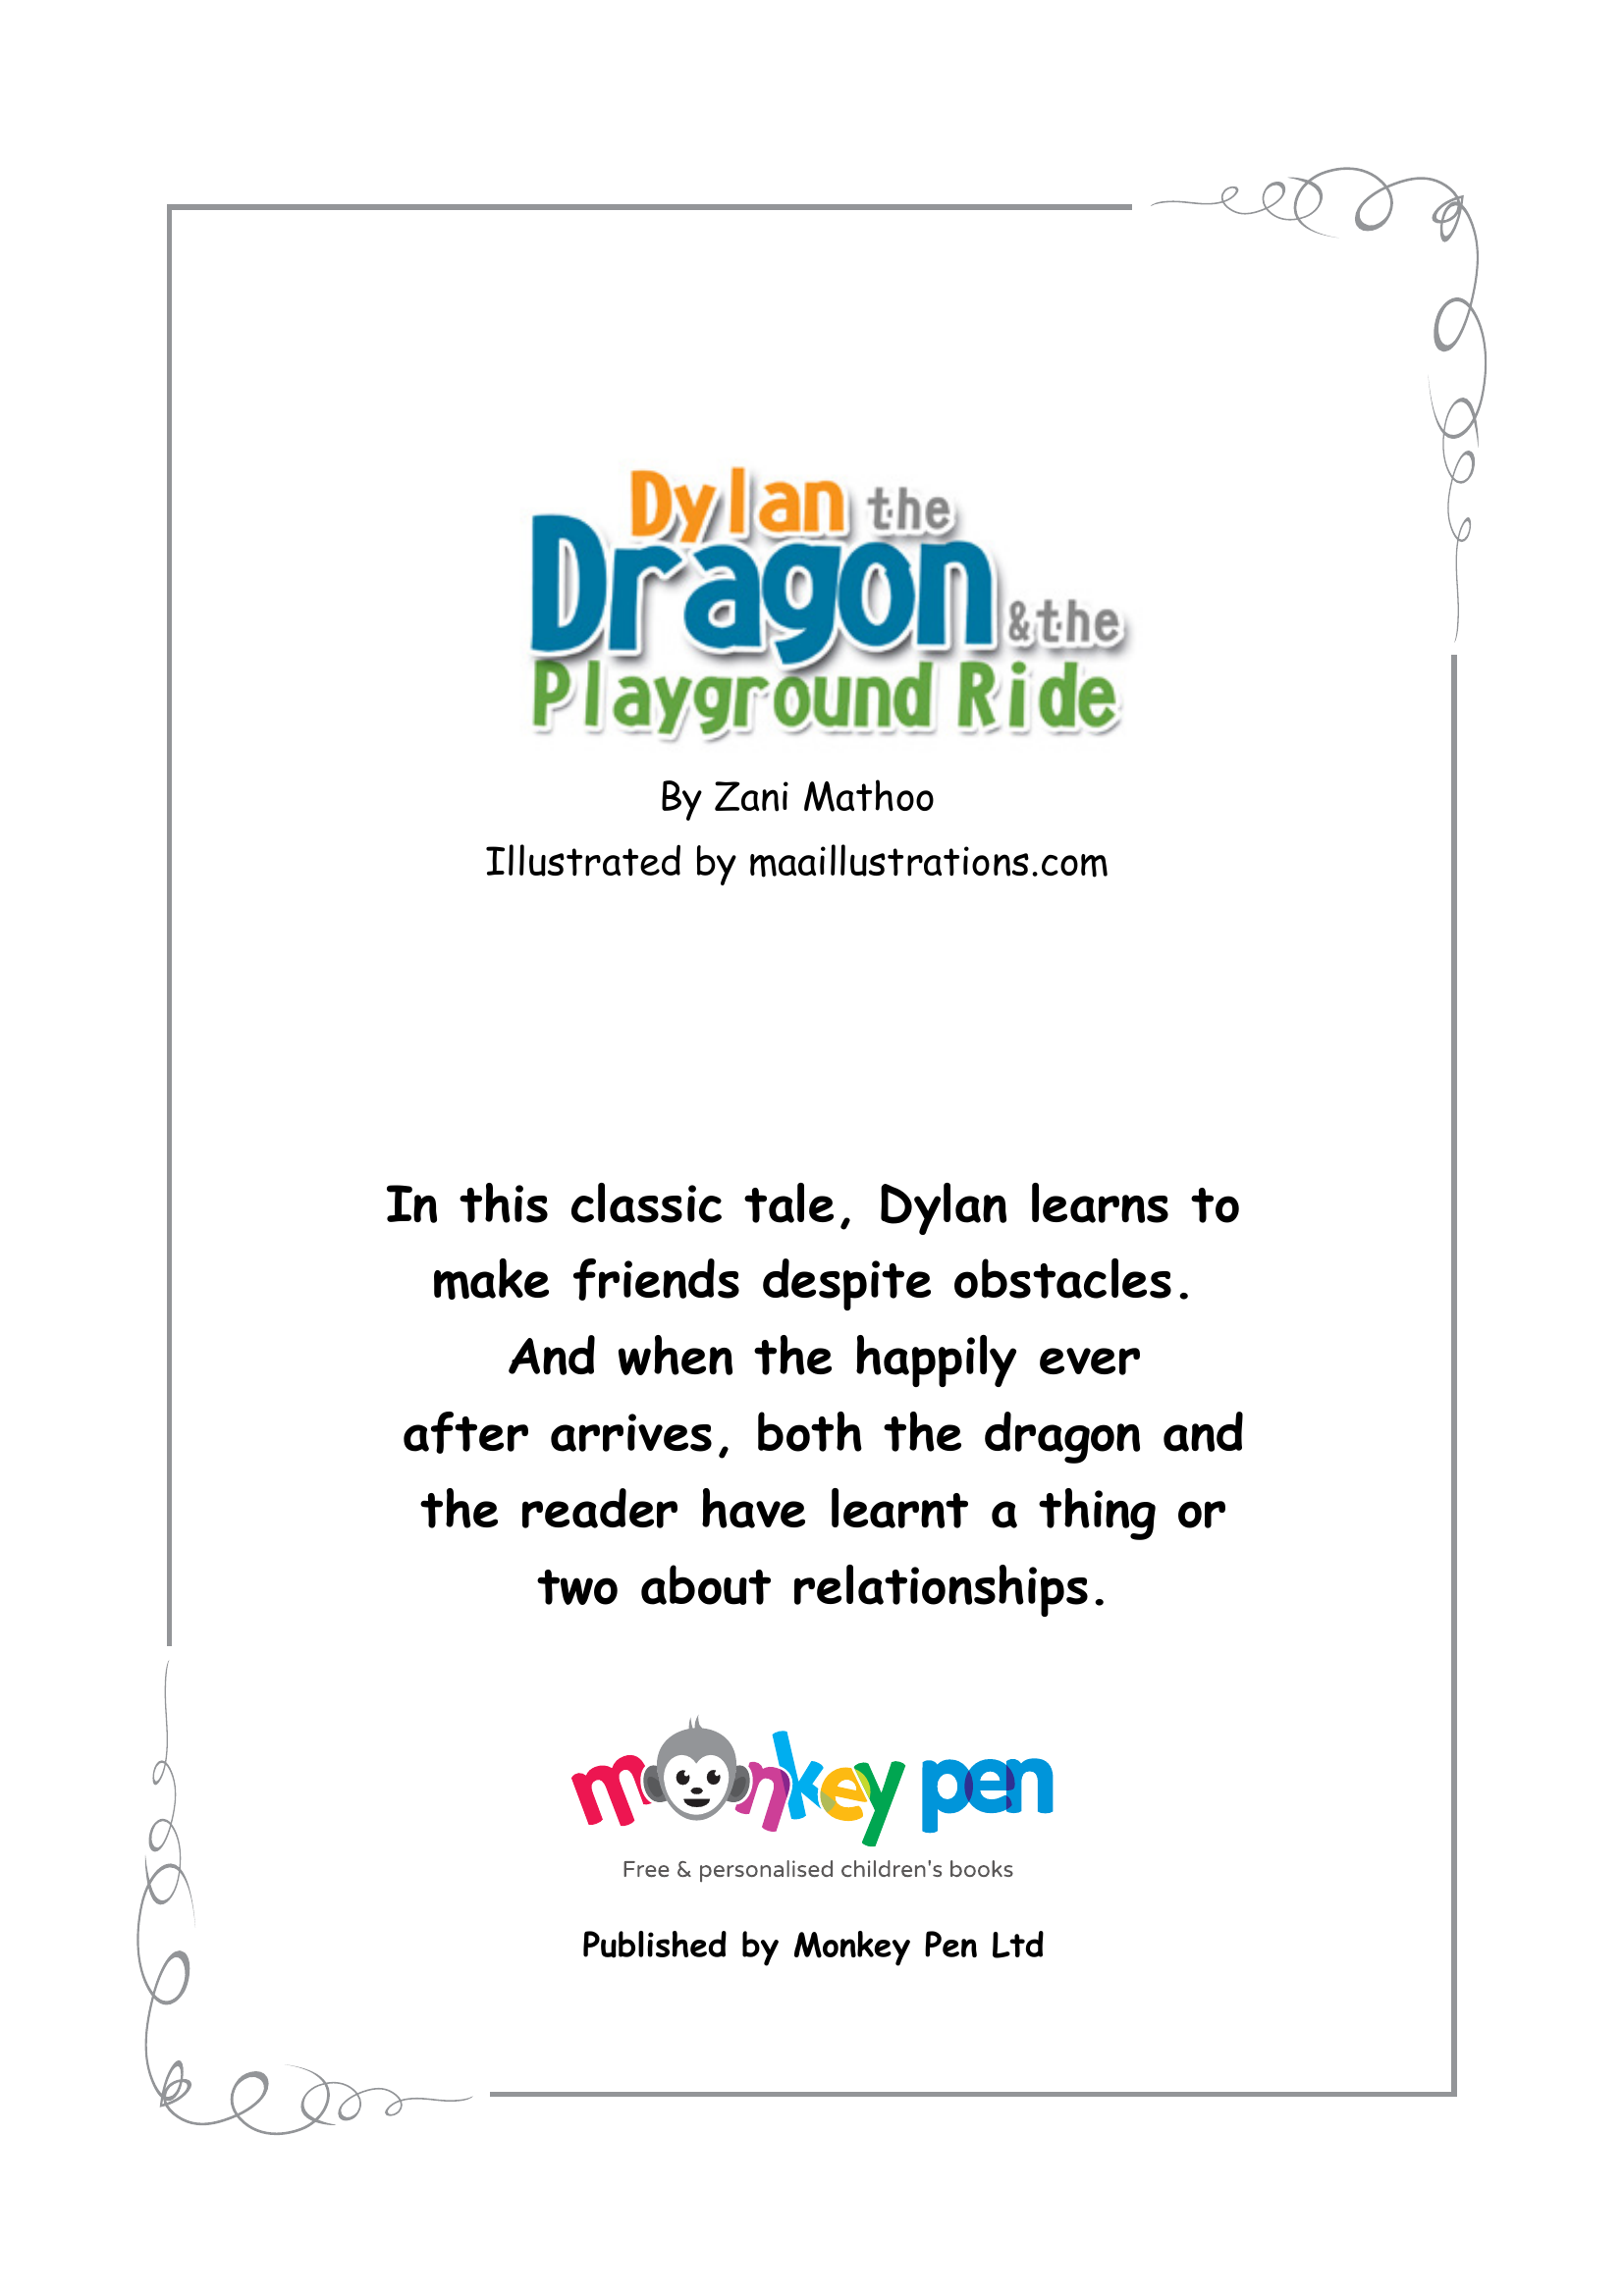 Dylan the
Dragon & the
Playground Ride
By Zani Mathoo
Illustrated by maaillustrations.com
In this classic tale, Dylan learns to
make friends despite obstacles.
And when the happily ever
after arrives, both the dragon and
the reader have learnt a thing or
two about relationships.
monkey pen
Free & personalised children's books
Published by Monkey Pen Ltd